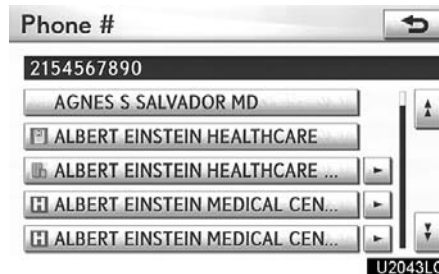 Phone #
2154567890
AGNES S SALVADOR MD
ALBERT EINSTEIN HEALTHCARE
ALBERT EINSTEIN HEALTHCARE ...
H ALBERT EINSTEIN MEDICAL CEN...
H ALBERT EINSTEIN MEDICAL CEN...
U2043LC